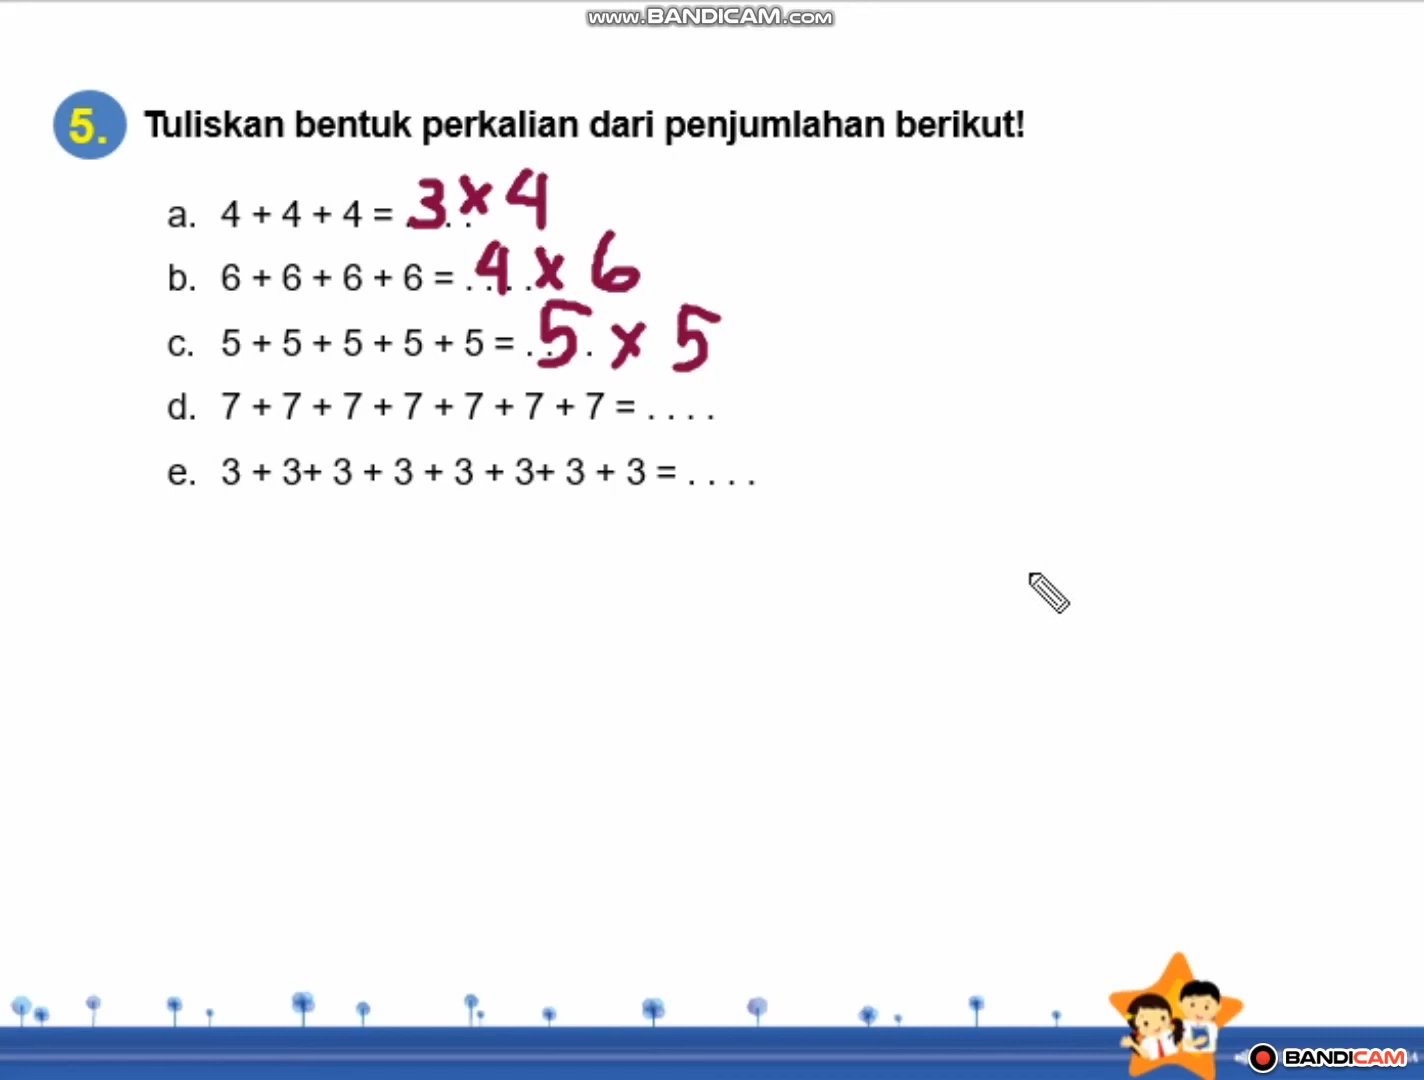 www.BANDICAM.com
5. Tuliskan bentuk perkalian dari penjumlahan berikut!
a. 4 + 4 + 4 = . . . . 3 x 4
b. 6 + 6 + 6 + 6 = . . . . 4 x 6
c. 5 + 5 + 5 + 5 + 5 = . . . . 5 x 5
d. 7 + 7 + 7 + 7 + 7 + 7 + 7 = . . . .
e. 3 + 3+ 3 + 3 + 3 + 3+ 3 + 3 = . . . .
BANDICAM